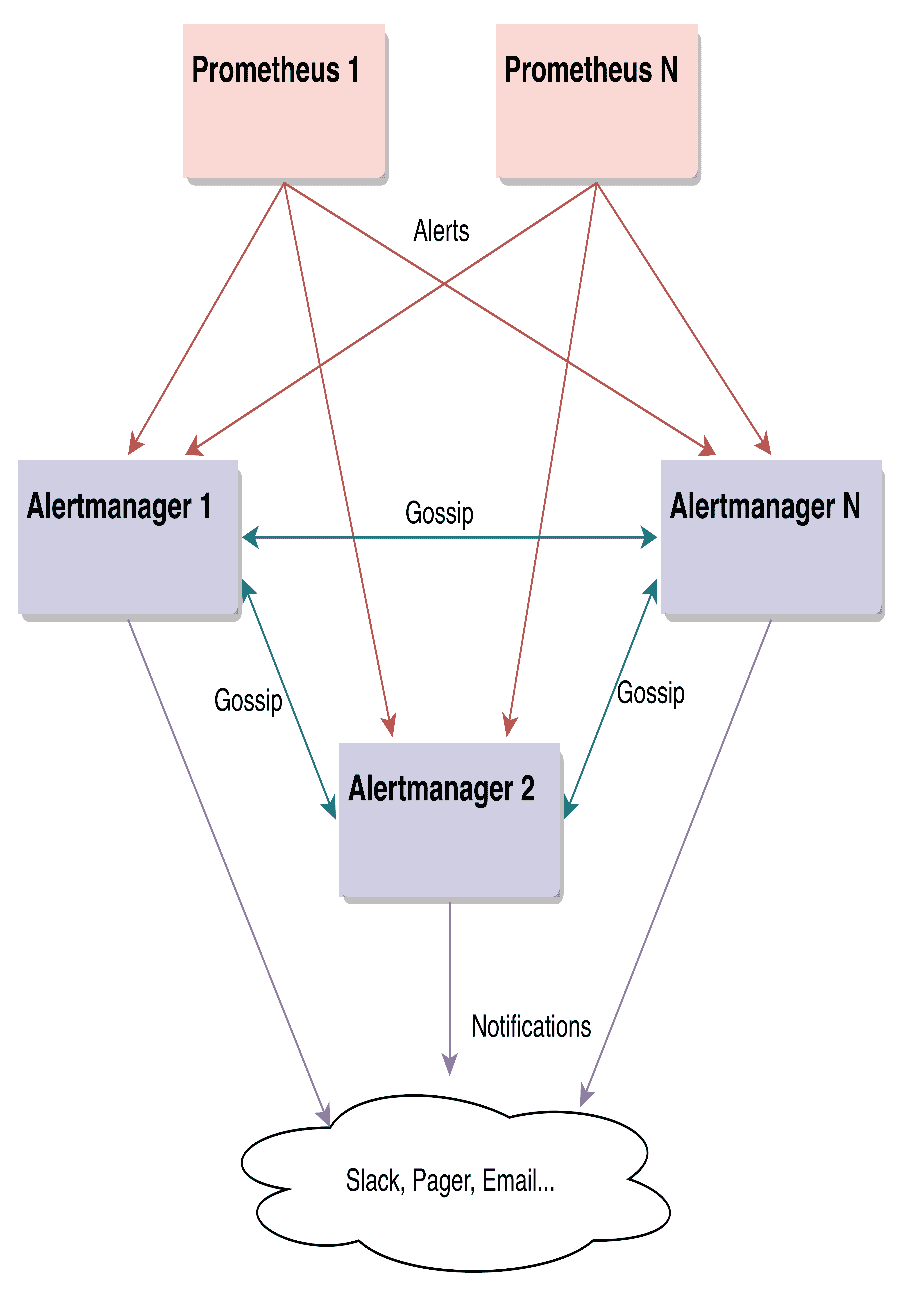 Prometheus 1
Prometheus N
Alerts
Alertmanager 1
Gossip
Alertmanager N
Gossip
Gossip
Alertmanager 2
Notifications
Slack, Pager, Email...